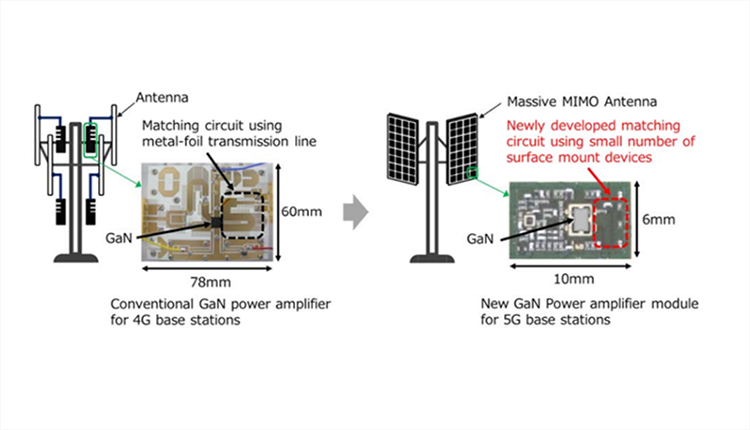 Antenna
Matching circuit using
metal-foil transmission line
60mm
GaN
78mm
Conventional GaN power amplifier
for 4G base stations
Massive MIMO Antenna
Newly developed matching
circuit using small number of
surface mount devices
6mm
GaN
10mm
New GaN Power amplifier module
for 5G base stations